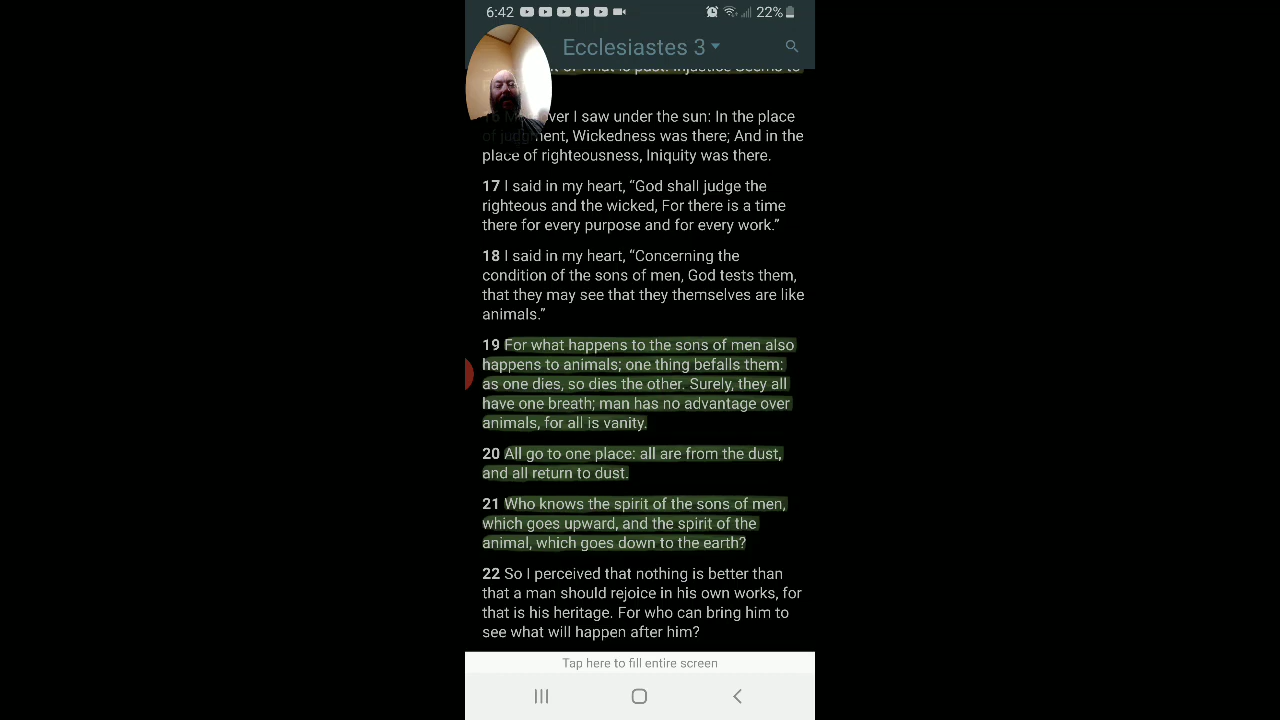 6:42 22%
Ecclesiastes 3
of what is past. Injustice Seems to
16 ver I saw under the sun: In the place
of judgment, Wickedness was there; And in the
place of righteousness, Iniquity was there.
17 I said in my heart, “God shall judge the
righteous and the wicked, For there is a time
there for every purpose and for every work.”
18 I said in my heart, “Concerning the
condition of the sons of men, God tests them,
that they may see that they themselves are like
animals.”
19 For what happens to the sons of men also
happens to animals; one thing befalls them:
as one dies, so dies the other. Surely, they all
have one breath; man has no advantage over
animals, for all is vanity.
20 All go to one place: all are from the dust,
and all return to dust.
21 Who knows the spirit of the sons of men,
which goes upward, and the spirit of the
animal, which goes down to the earth?
22 So I perceived that nothing is better than
that a man should rejoice in his own works, for
that is his heritage. For who can bring him to
see what will happen after him?
Tap here to fill entire screen